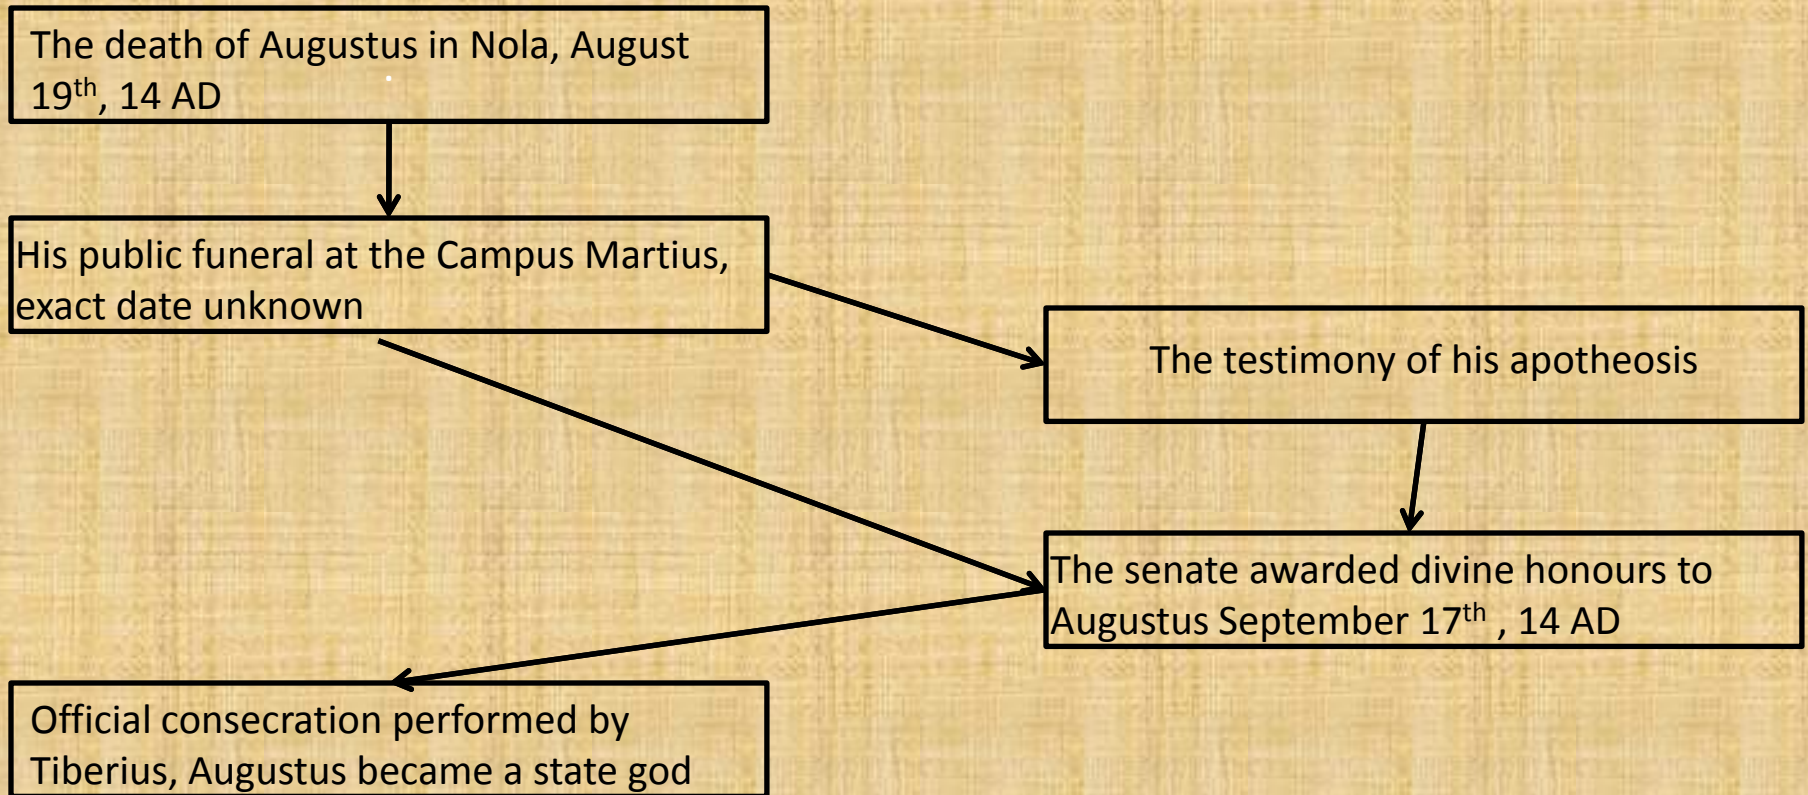 The death of Augustus in Nola, August
19th, 14 AD
His public funeral at the Campus Martius,
exact date unknown
The testimony of his apotheosis
The senate awarded divine honours to
Augustus September 17th , 14 AD
Official consecration performed by
Tiberius, Augustus became a state god